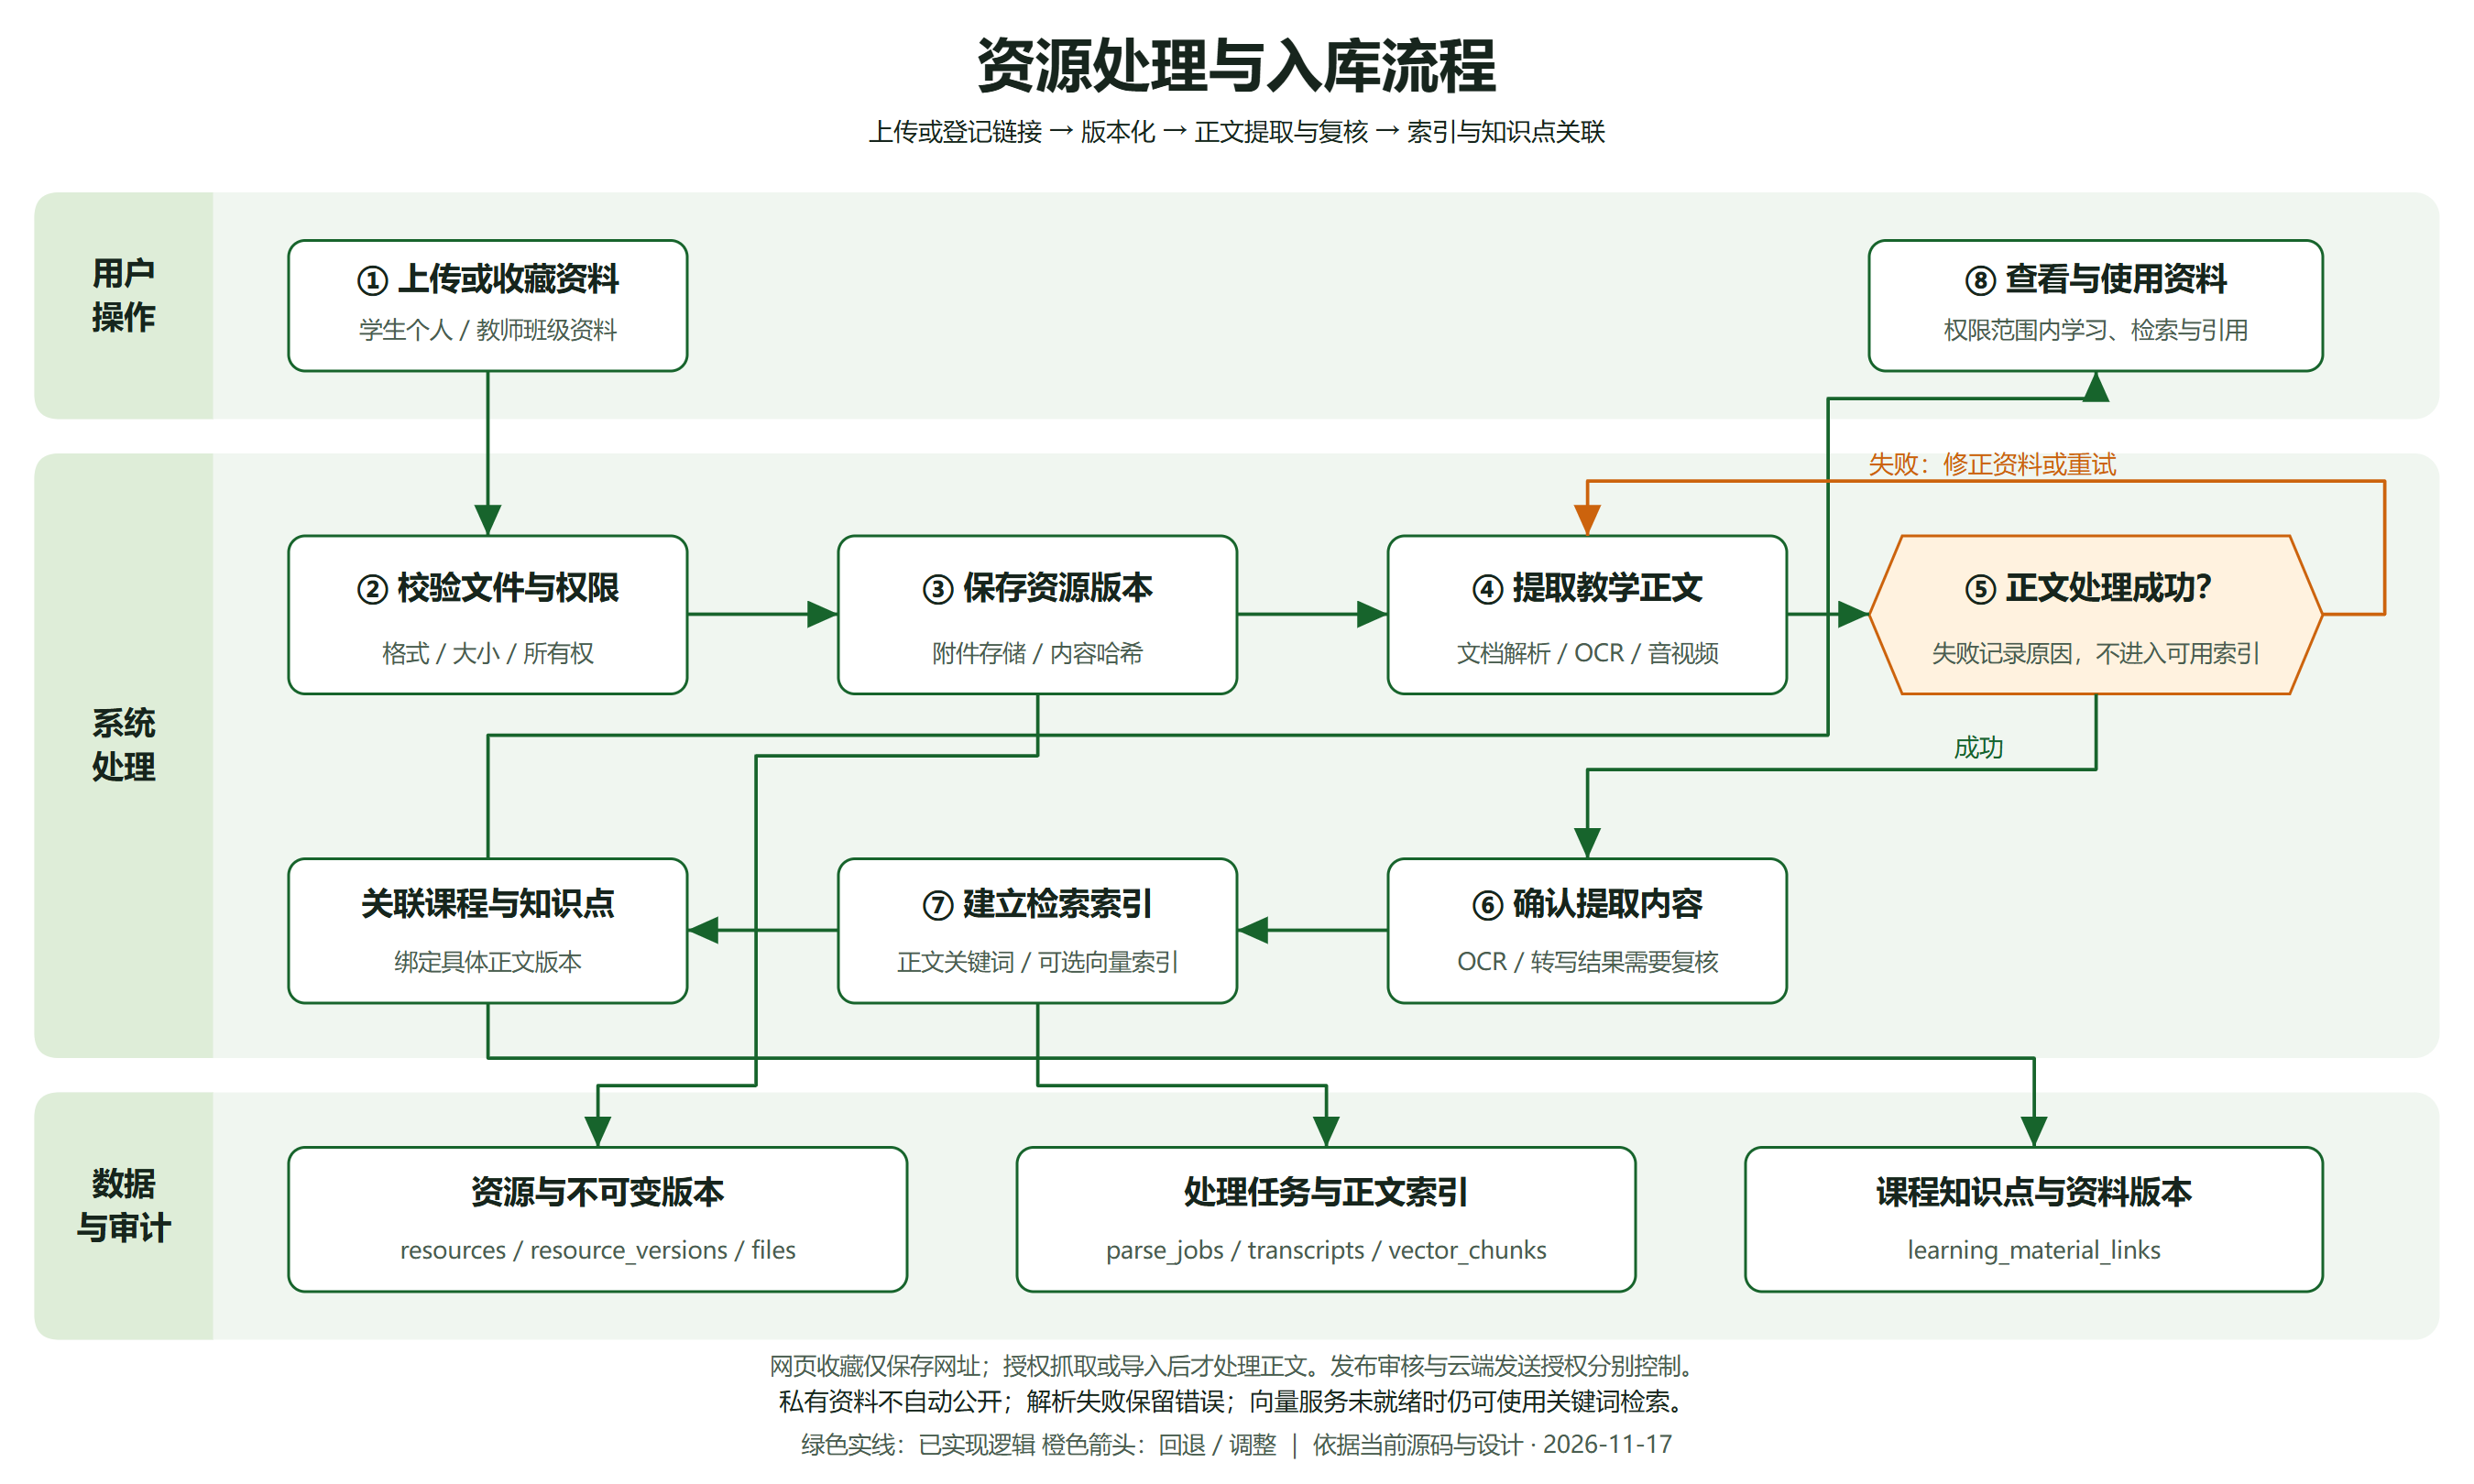 资源处理与入库流程
上传或登记链接 → 版本化 → 正文提取与复核 → 索引与知识点关联
用户
操作
① 上传或收藏资料
学生个人 / 教师班级资料
⑧ 查看与使用资料
权限范围内学习、检索与引用
系统
处理
失败：修正资料或重试
② 校验文件与权限
格式 / 大小 / 所有权
③ 保存资源版本
附件存储 / 内容哈希
④ 提取教学正文
文档解析 / OCR / 音视频
⑤ 正文处理成功？
失败记录原因，不进入可用索引
成功
关联课程与知识点
绑定具体正文版本
⑦ 建立检索索引
正文关键词 / 可选向量索引
⑥ 确认提取内容
OCR / 转写结果需要复核
数据
与审计
资源与不可变版本
resources / resource_versions / files
处理任务与正文索引
parse_jobs / transcripts / vector_chunks
课程知识点与资料版本
learning_material_links
网页收藏仅保存网址；授权抓取或导入后才处理正文。发布审核与云端发送授权分别控制。
私有资料不自动公开；解析失败保留错误；向量服务未就绪时仍可使用关键词检索。
绿色实线：已实现逻辑 橙色箭头：回退 / 调整 ｜ 依据当前源码与设计 · 2026-11-17